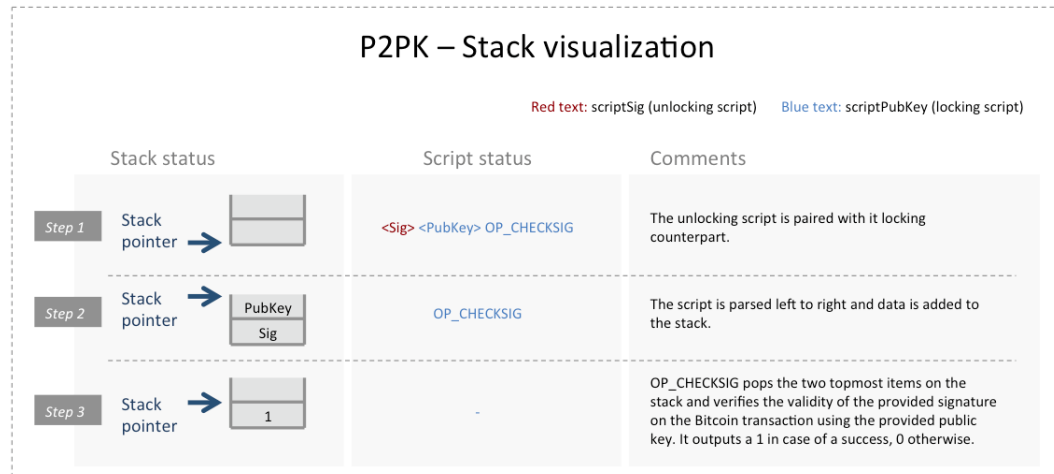 P2PK – Stack visualization
Red text: scriptSig (unlocking script) Blue text: scriptPubKey (locking script)
Stack status Script status Comments
Step 1
Stack
pointer
<Sig> <PubKey> OP_CHECKSIG
The unlocking script is paired with it locking
counterpart.
Step 2
Stack
pointer
PubKey
Sig
OP_CHECKSIG
The script is parsed left to right and data is added to
the stack.
Step 3
Stack
pointer
1
-
OP_CHECKSIG pops the two topmost items on the
stack and verifies the validity of the provided signature
on the Bitcoin transaction using the provided public
key. It outputs a 1 in case of a success, 0 otherwise.